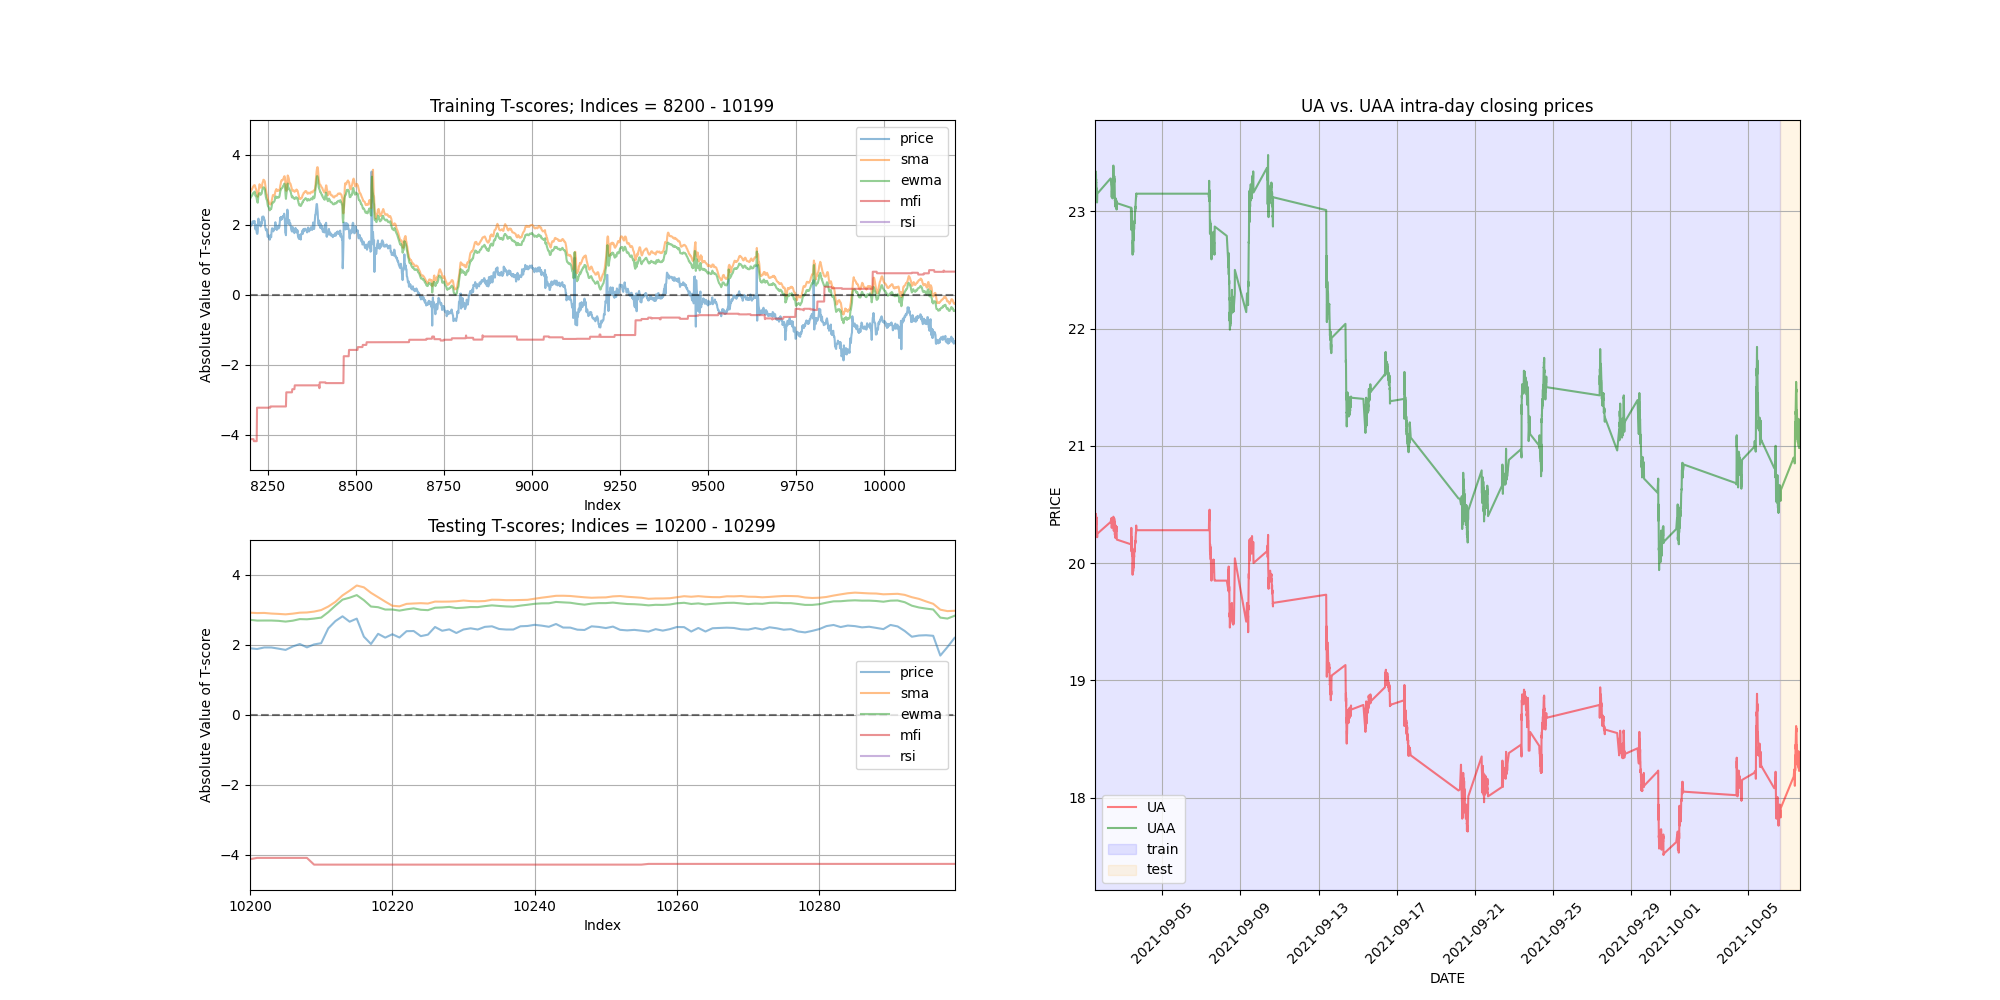 Training T-scores; Indices = 8200 - 10199
Absolute Value of T-score
4
2
0
−2
−4
price
sma
ewma
mfi
rsi
8250
8500
8750
9000
9250
9500
9750
10000
Index
Testing T-scores; Indices = 10200 - 10299
Absolute Value of T-score
4
2
0
−2
−4
price
sma
ewma
mfi
rsi
10200
10220
10240
10260
10280
Index
UA vs. UAA intra-day closing prices
PRICE
23
22
21
20
19
18
UA
UAA
train
test
2021-09-05
2021-09-09
2021-09-13
2021-09-17
2021-09-21
2021-09-25
2021-09-29
2021-10-01
2021-10-05
DATE